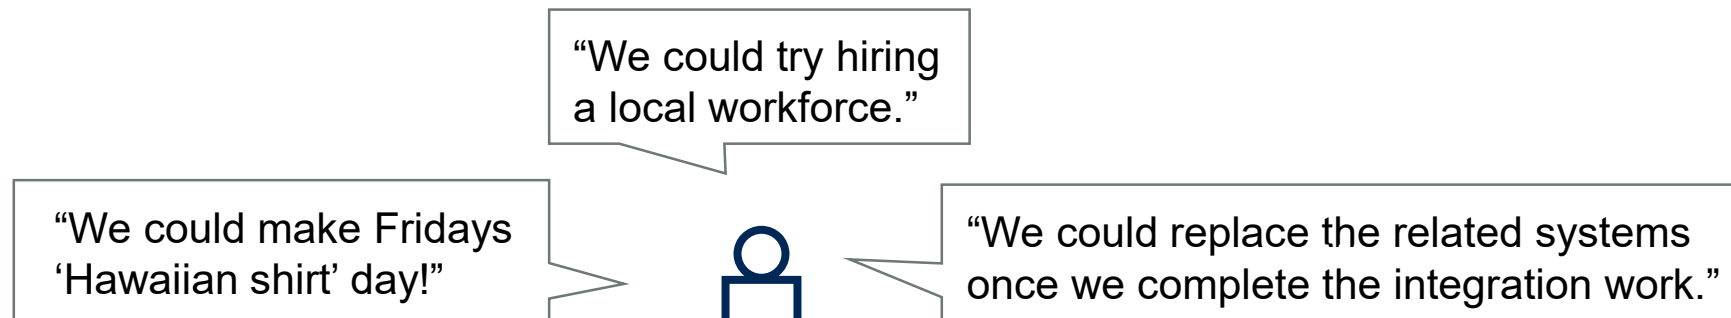 “We could try hiring
a local workforce.”
“We could make Fridays
‘Hawaiian shirt’ day!”
“We could replace the related systems
once we complete the integration work.”